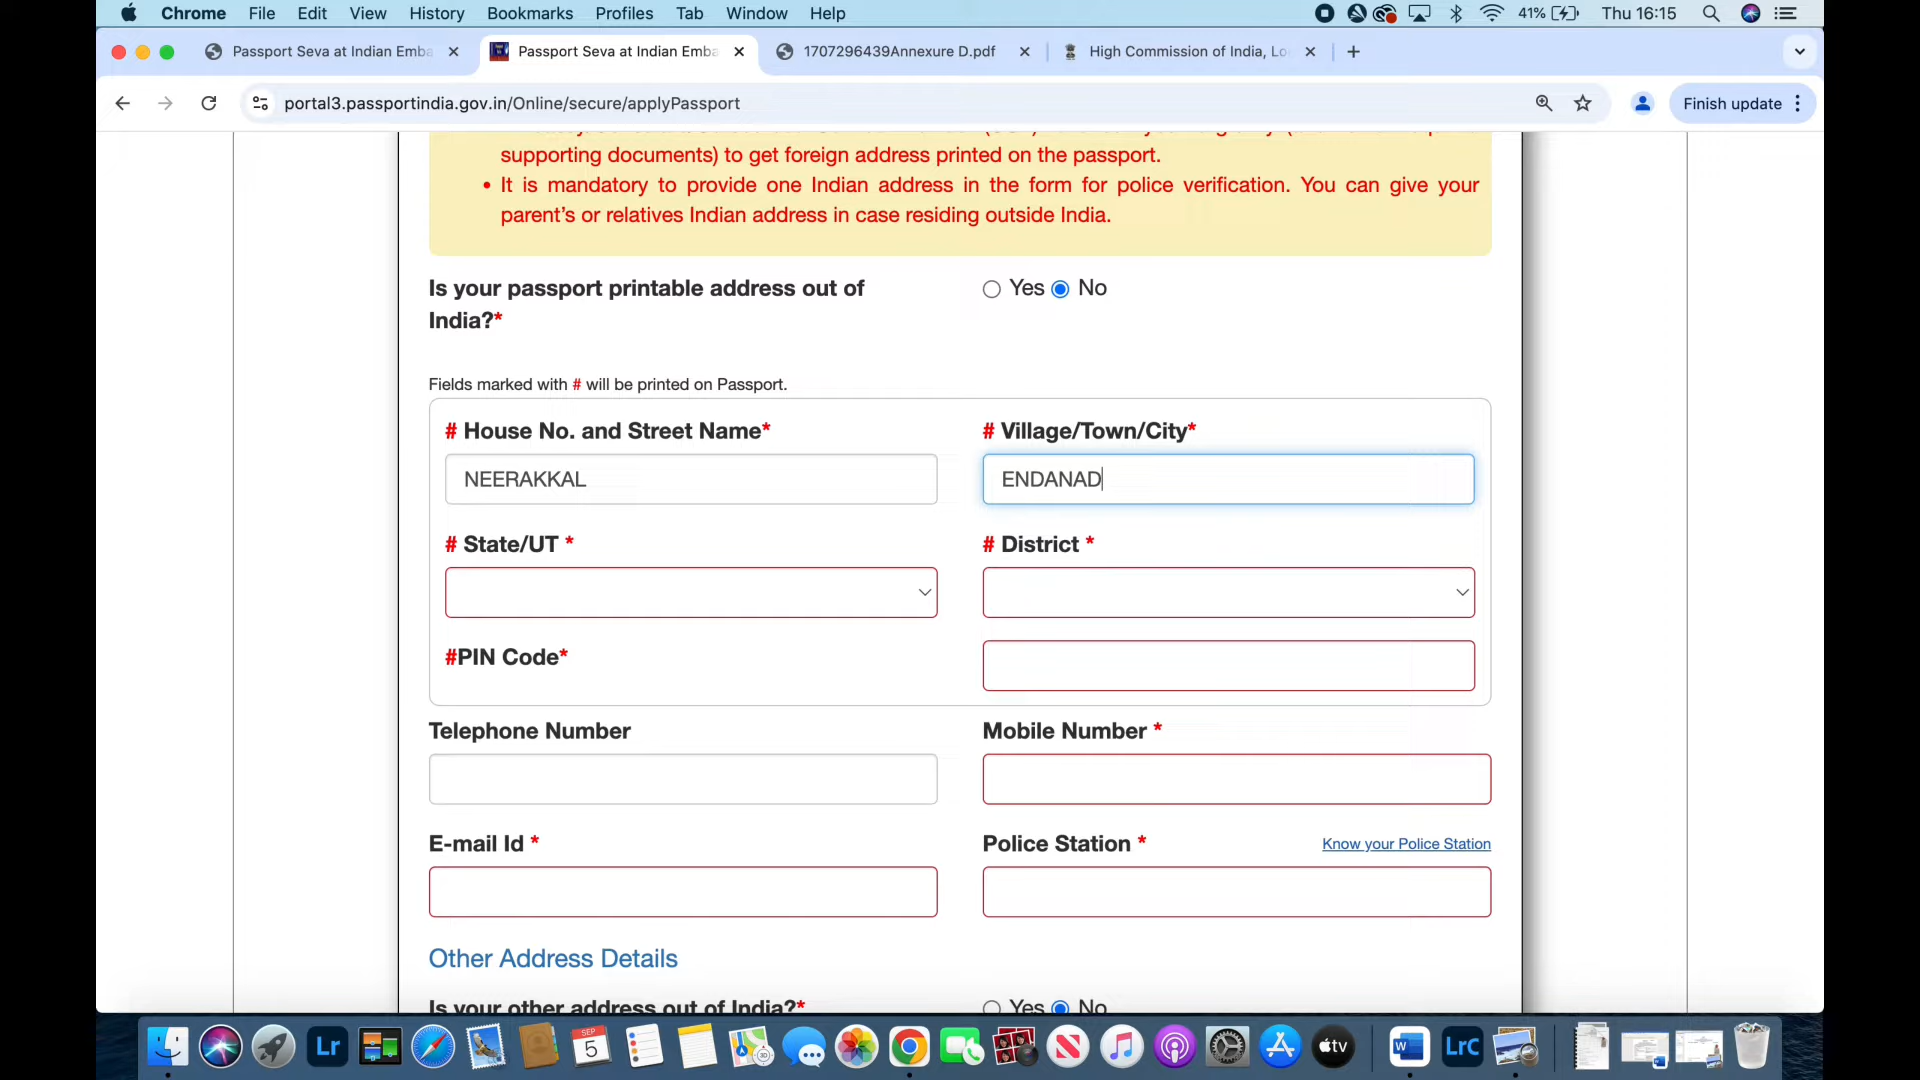 Chrome File Edit View History Bookmarks Profiles Tab Window Help 41% Thu 16:15
Passport Seva at Indian Emba Passport Seva at Indian Emba 1707296439Annexure D.pdf High Commission of India, Lo
portal3.passportindia.gov.in/Online/secure/applyPassport Finish update
supporting documents) to get foreign address printed on the passport.
• It is mandatory to provide one Indian address in the form for police verification. You can give your
parent's or relatives Indian address in case residing outside India.
Is your passport printable address out of Yes No
India?*
Fields marked with # will be printed on Passport.
# House No. and Street Name* # Village/Town/City*
NEERAKKAL ENDANAD
# State/UT * # District *
#PIN Code*
Telephone Number Mobile Number *
E-mail Id * Police Station * Know your Police Station
Other Address Details
Is your other address out of India?* Yes No
Lr SEP 5 3D tv W LrC